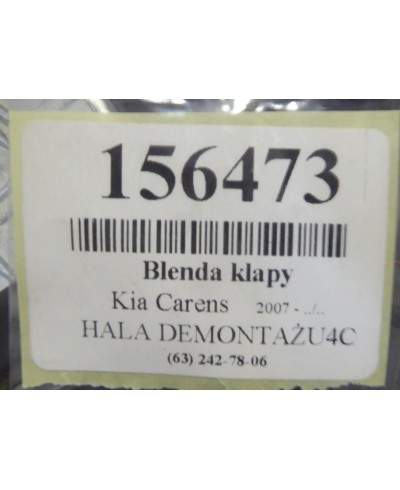 156473
Blenda klapy
Kia Carens 2007 - ../..
HALA DEMONTAŻU4C
(63) 242-78-06